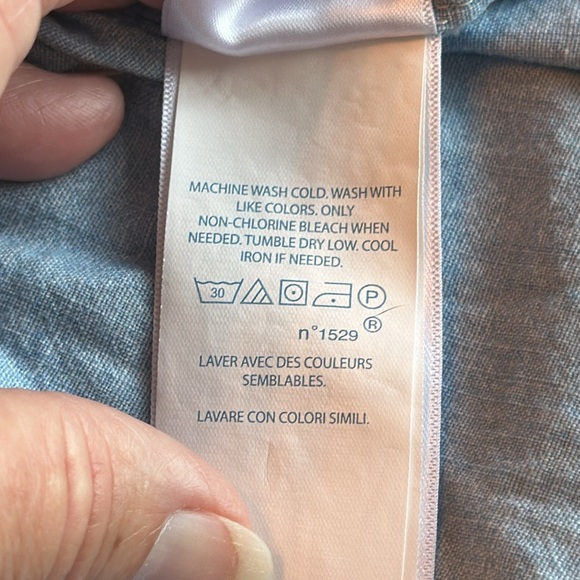 MACHINE WASH COLD. WASH WITH
LIKE COLORS. ONLY
NON-CHLORINE BLEACH WHEN
NEEDED. TUMBLE DRY LOW. COOL
IRON IF NEEDED.
30 P
n°1529 ®
LAVER AVEC DES COULEURS
SEMBLABLES.
LAVARE CON COLORI SIMILI.